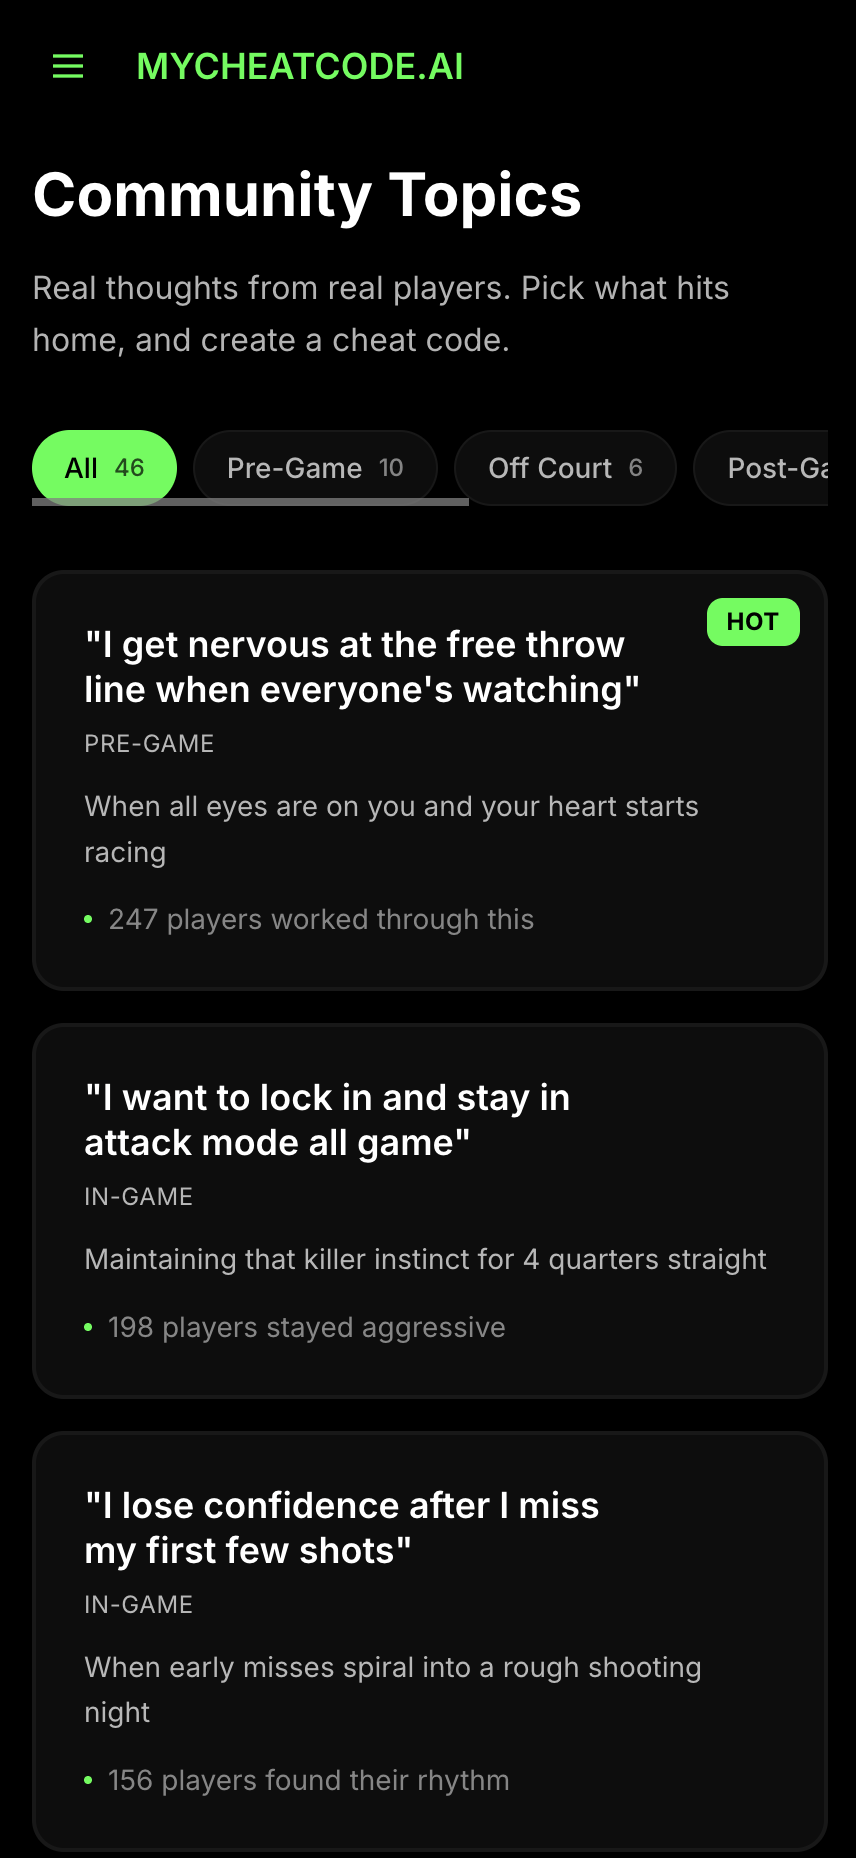 MYCHEATCODE.AI
Community Topics
Real thoughts from real players. Pick what hits
home, and create a cheat code.
All 46 Pre-Game 10 Off Court 6 Post-Ga
HOT
"I get nervous at the free throw
line when everyone's watching"
PRE-GAME
When all eyes are on you and your heart starts
racing
247 players worked through this
"I want to lock in and stay in
attack mode all game"
IN-GAME
Maintaining that killer instinct for 4 quarters straight
198 players stayed aggressive
"I lose confidence after I miss
my first few shots"
IN-GAME
When early misses spiral into a rough shooting
night
156 players found their rhythm